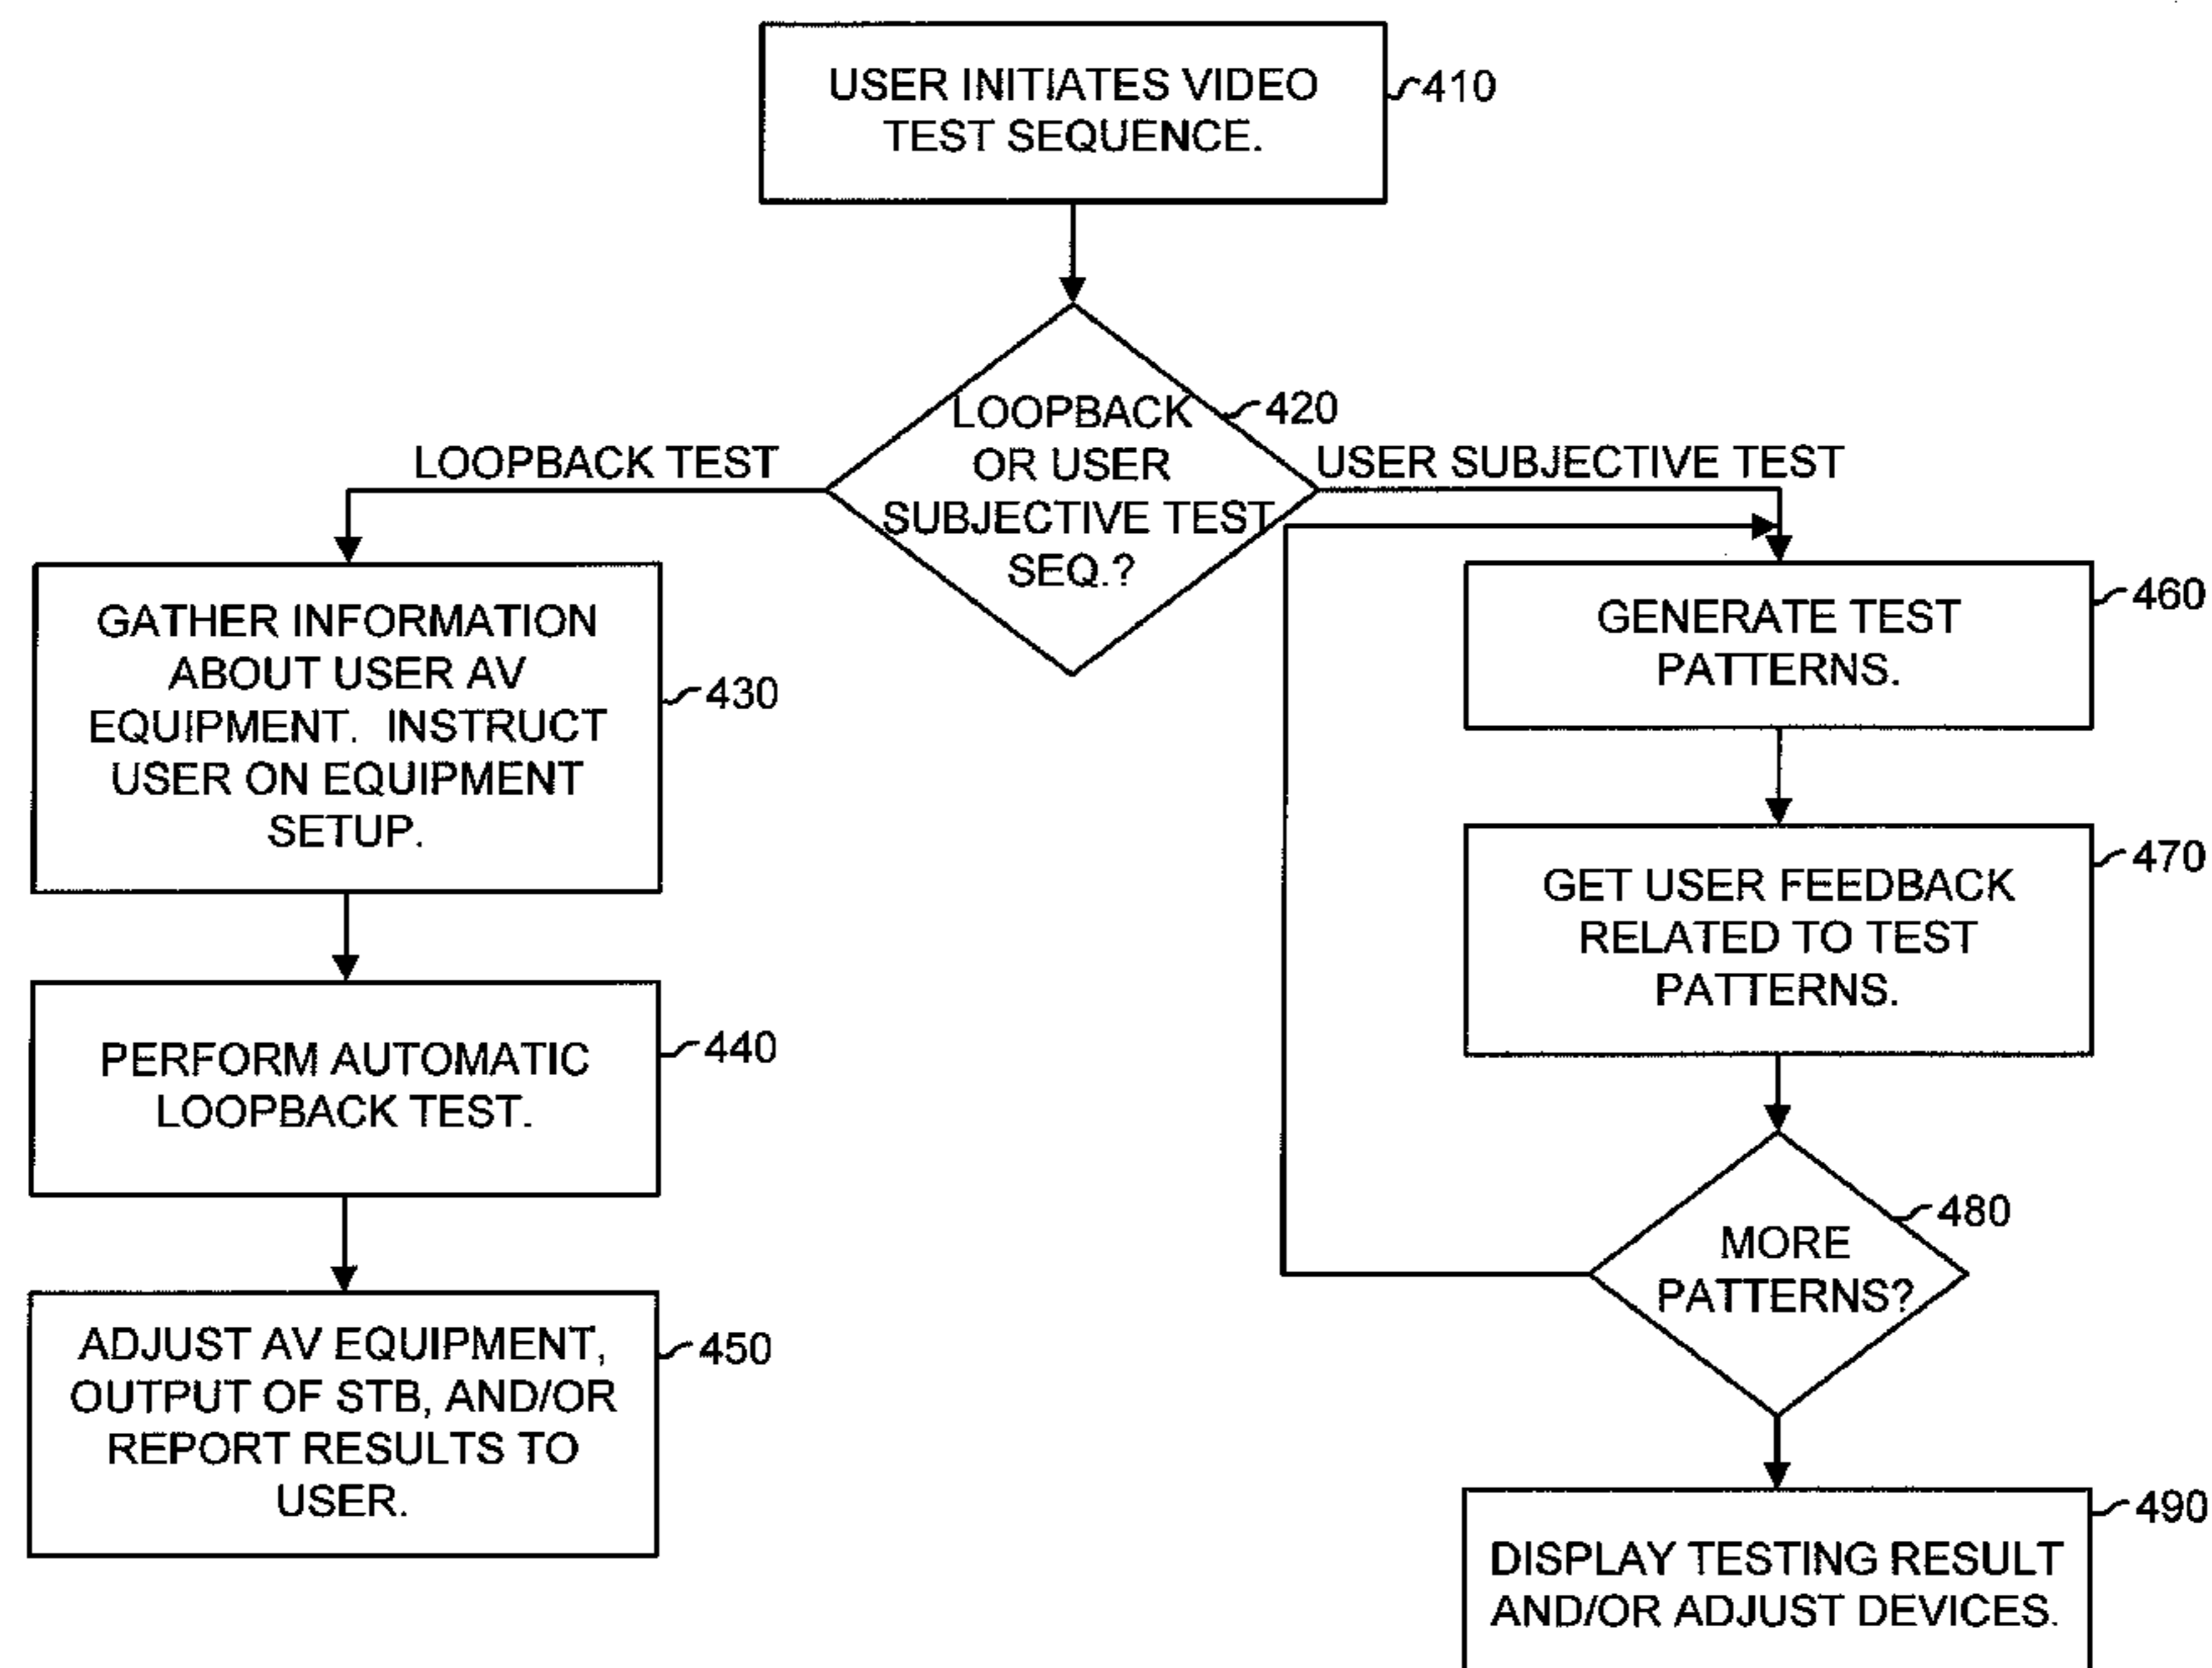 USER INITIATES VIDEO
TEST SEQUENCE.
410
LOOPBACK
OR USER
SUBJECTIVE TEST
SEQ.?
420
LOOPBACK TEST
USER SUBJECTIVE TEST
GATHER INFORMATION
ABOUT USER AV
EQUIPMENT. INSTRUCT
USER ON EQUIPMENT
SETUP.
430
PERFORM AUTOMATIC
LOOPBACK TEST.
440
ADJUST AV EQUIPMENT,
OUTPUT OF STB, AND/OR
REPORT RESULTS TO
USER.
450
GENERATE TEST
PATTERNS.
460
GET USER FEEDBACK
RELATED TO TEST
PATTERNS.
470
MORE
PATTERNS?
480
DISPLAY TESTING RESULT
AND/OR ADJUST DEVICES.
490